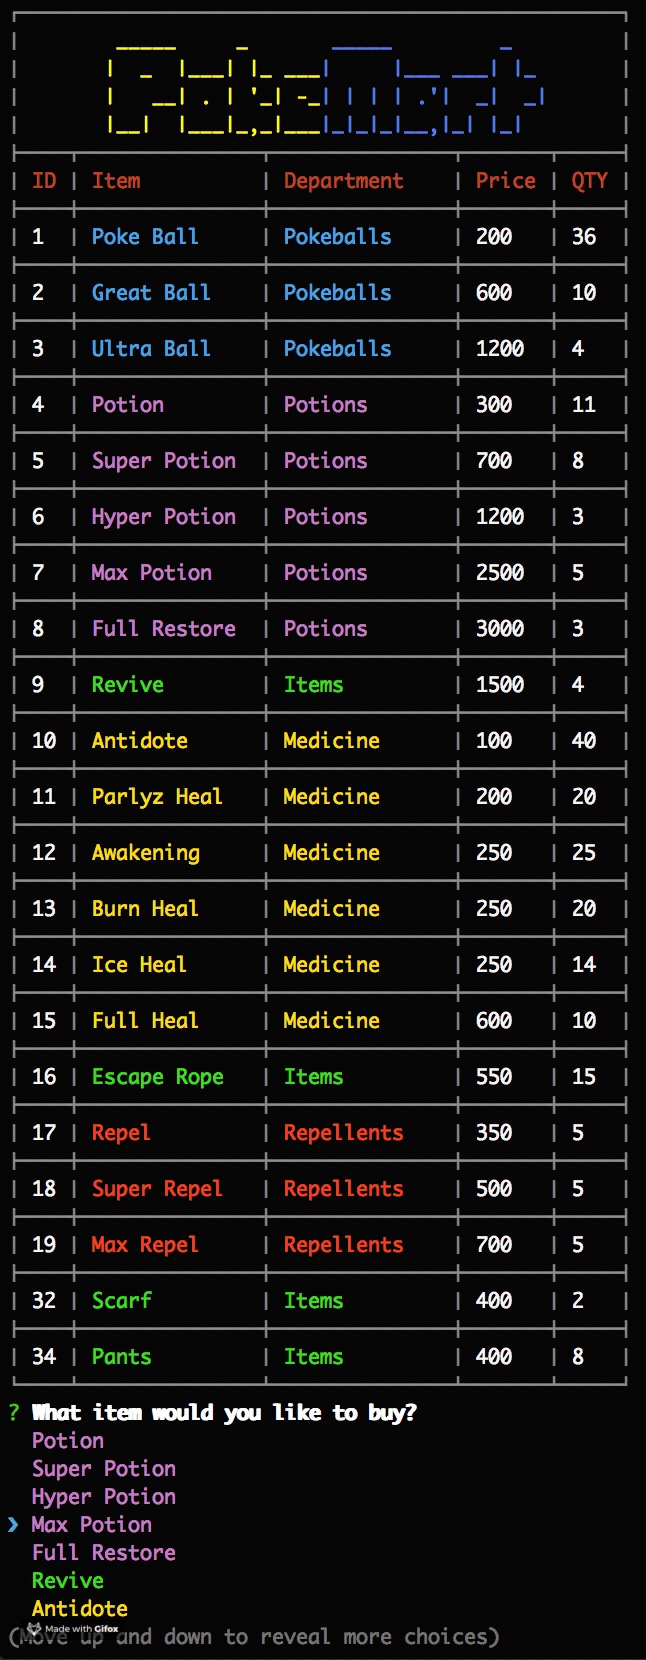 PokeMart
ID Item Department Price QTY
1 Poke Ball Pokeballs 200 36
2 Great Ball Pokeballs 600 10
3 Ultra Ball Pokeballs 1200 4
4 Potion Potions 300 11
5 Super Potion Potions 700 8
6 Hyper Potion Potions 1200 3
7 Max Potion Potions 2500 5
8 Full Restore Potions 3000 3
9 Revive Items 1500 4
10 Antidote Medicine 100 40
11 Parlyz Heal Medicine 200 20
12 Awakening Medicine 250 25
13 Burn Heal Medicine 250 20
14 Ice Heal Medicine 250 14
15 Full Heal Medicine 600 10
16 Escape Rope Items 550 15
17 Repel Repellents 350 5
18 Super Repel Repellents 500 5
19 Max Repel Repellents 700 5
32 Scarf Items 400 2
34 Pants Items 400 8
? What item would you like to buy?
Potion
Super Potion
Hyper Potion
❯ Max Potion
Full Restore
Revive
Antidote
Made with Gifox
(Move up and down to reveal more choices)